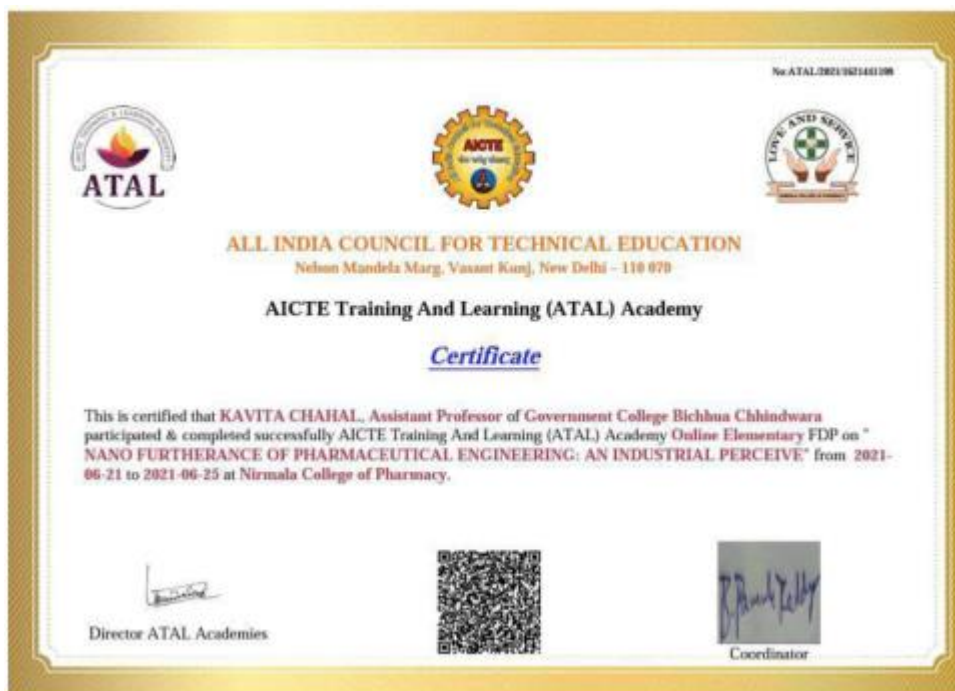 No:ATAL/2021/1621441198
ATAL
AICTE
LOVE AND SERVICE
ALL INDIA COUNCIL FOR TECHNICAL EDUCATION
Nelson Mandela Marg, Vasant Kunj, New Delhi – 110 070
AICTE Training And Learning (ATAL) Academy
Certificate
This is certified that KAVITA CHAHAL, Assistant Professor of Government College Bichhua Chhindwara
participated & completed successfully AICTE Training And Learning (ATAL) Academy Online Elementary FDP on "
NANO FURTHERANCE OF PHARMACEUTICAL ENGINEERING: AN INDUSTRIAL PERCEIVE" from 2021-
06-21 to 2021-06-25 at Nirmala College of Pharmacy.
Director ATAL Academies
Coordinator